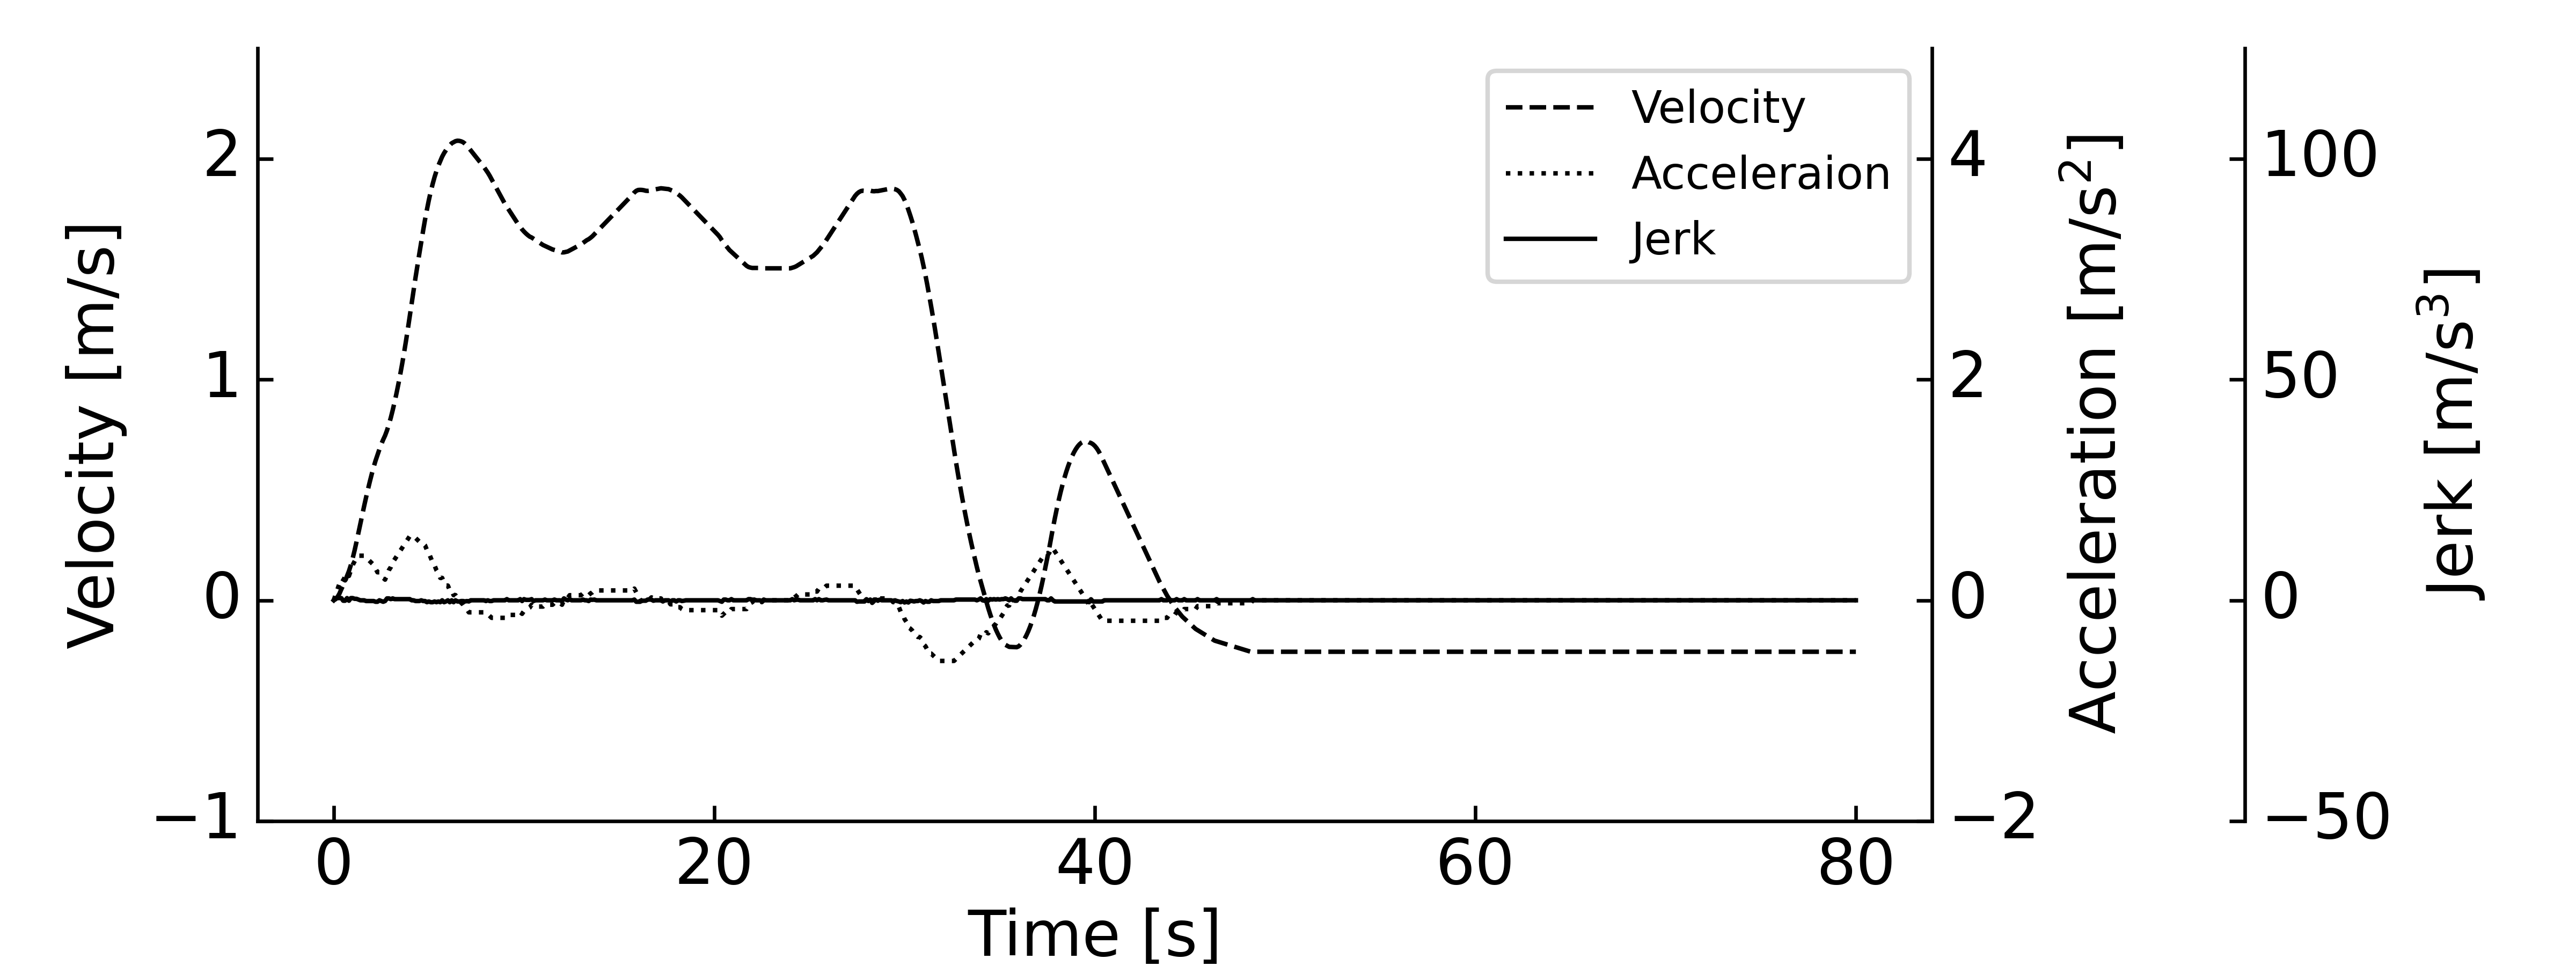 Velocity [m/s]
2
1
0
−1
0
20
40
60
80
Time [s]
Velocity
Acceleraion
Jerk
4
2
0
−2
Acceleration [m/s²]
100
50
0
−50
Jerk [m/s³]